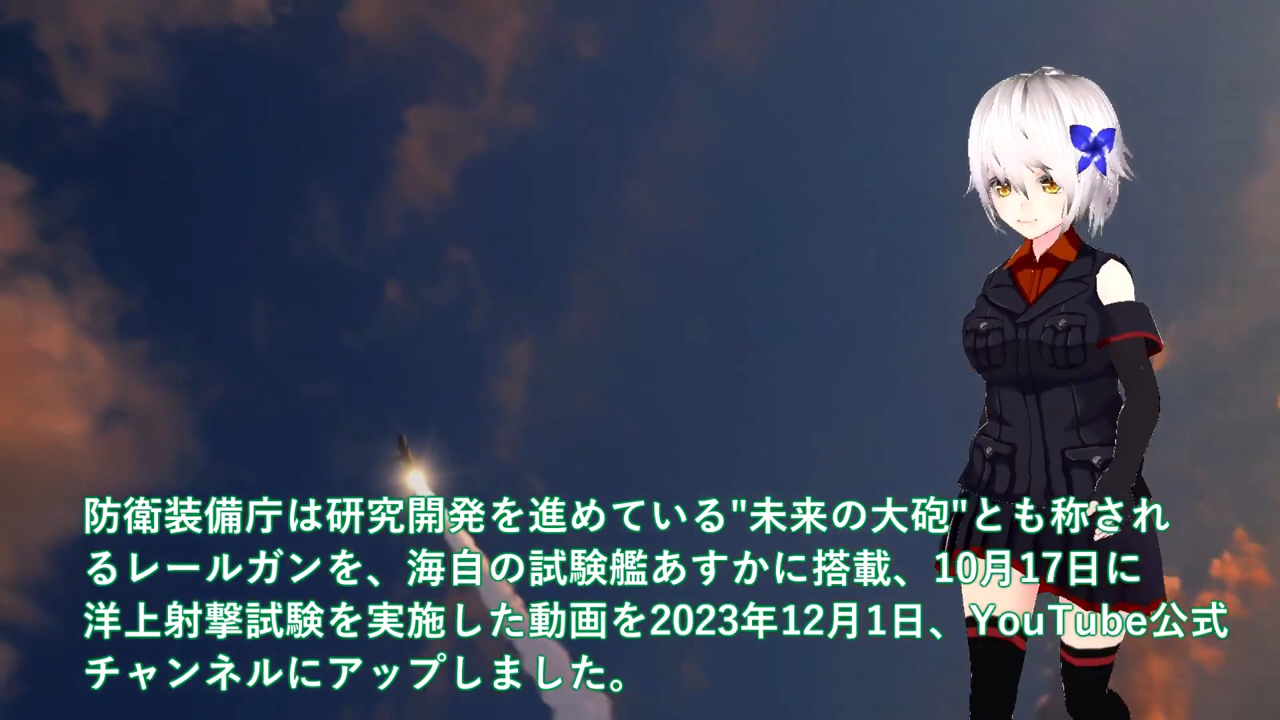 防衛装備庁は研究開発を進めている"未来の大砲"とも称され
るレールガンを、海自の試験艦あすかに搭載、10月17日に
洋上射撃試験を実施した動画を2023年12月1日、YouTube公式
チャンネルにアップしました。